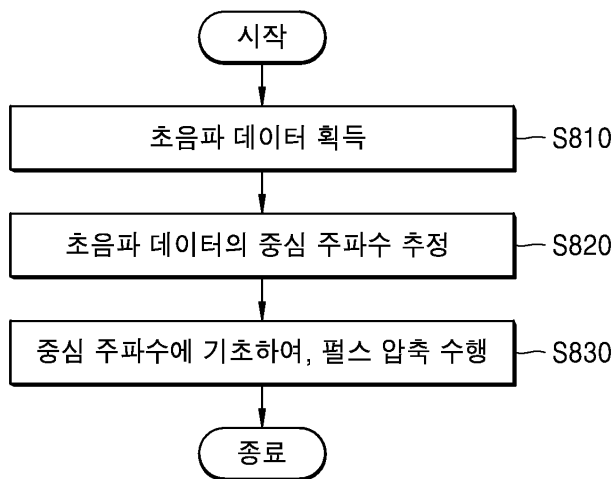 시작
초음파 데이터 획득
S810
초음파 데이터의 중심 주파수 추정
S820
중심 주파수에 기초하여, 펄스 압축 수행
S830
종료